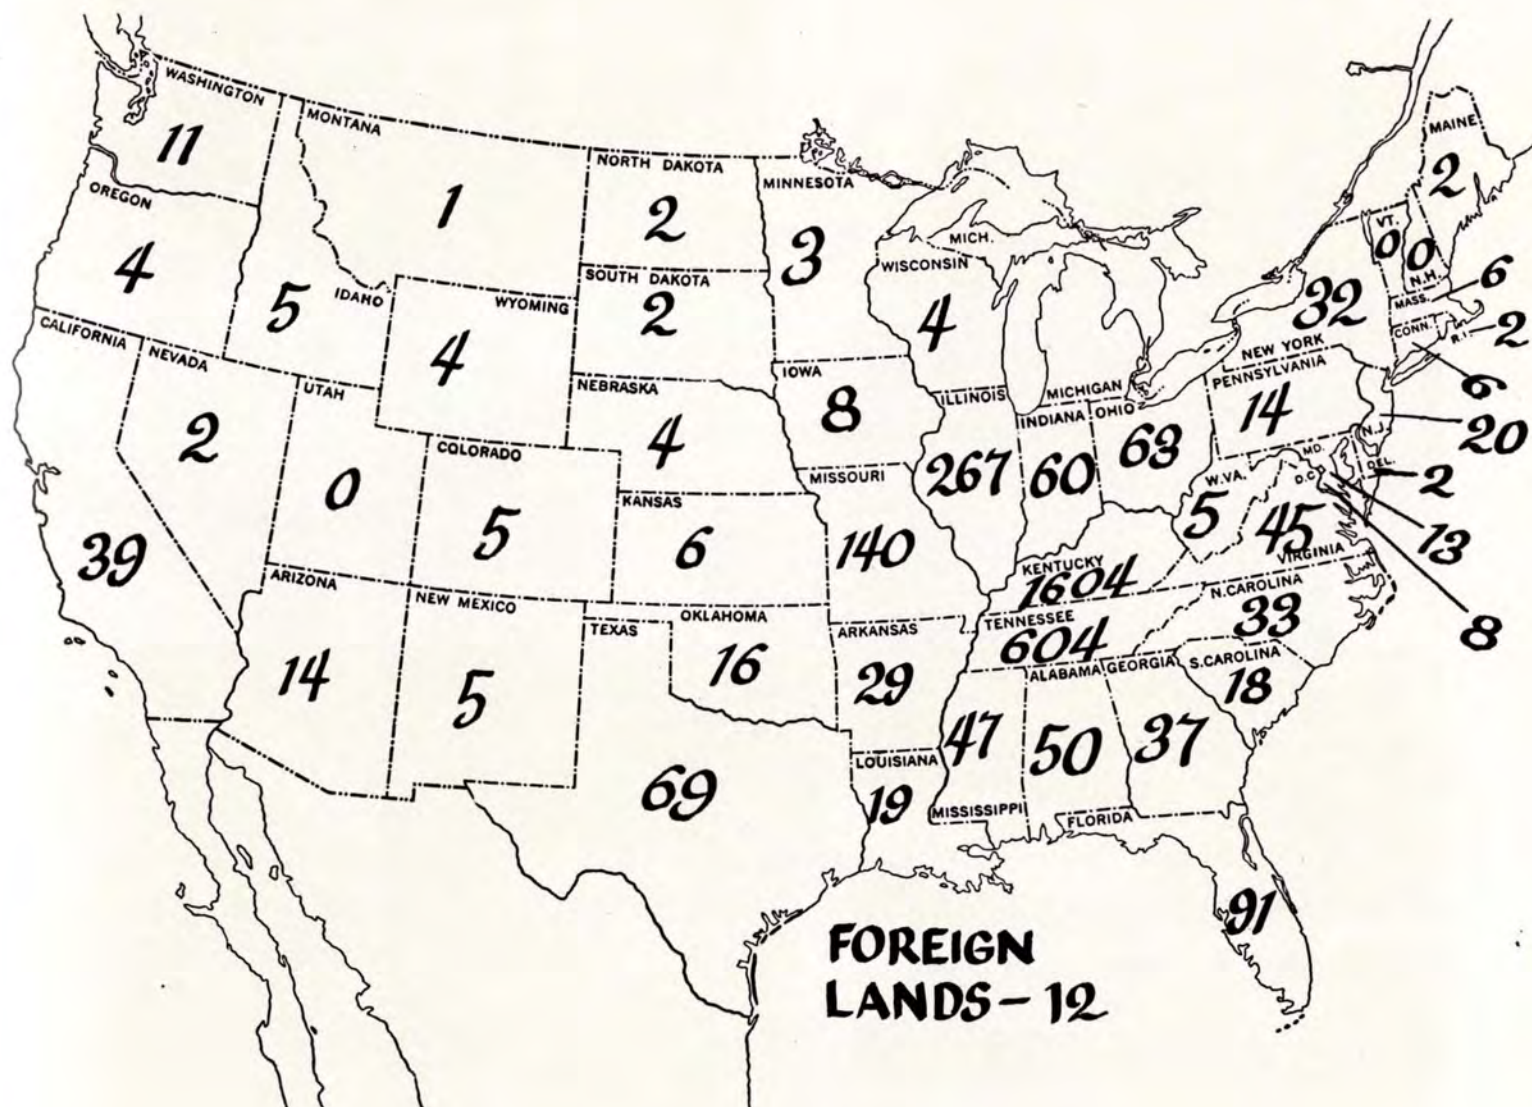 WASHINGTON
11
MONTANA
1
NORTH DAKOTA
2
MINNESOTA
3
MAINE
2
OREGON
4
IDAHO
5
WYOMING
4
SOUTH DAKOTA
2
MICH.
WISCONSIN
4
VT.
0
0
N.H.
MASS.
6
CONN.
6
R.I.
2
NEW YORK
32
CALIFORNIA
39
NEVADA
2
UTAH
0
COLORADO
5
NEBRASKA
4
IOWA
8
ILLINOIS
267
MICHIGAN
INDIANA
60
OHIO
63
PENNSYLVANIA
14
N.J.
20
MD.
DEL.
2
D.C.
13
8
W.VA.
5
45
VIRGINIA
KANSAS
6
MISSOURI
140
KENTUCKY
1604
ARIZONA
14
NEW MEXICO
5
TEXAS
69
OKLAHOMA
16
ARKANSAS
29
TENNESSEE
604
N.CAROLINA
33
S.CAROLINA
18
ALABAMA
50
GEORGIA
37
47
MISSISSIPPI
LOUISIANA
19
FLORIDA
91
FOREIGN
LANDS – 12